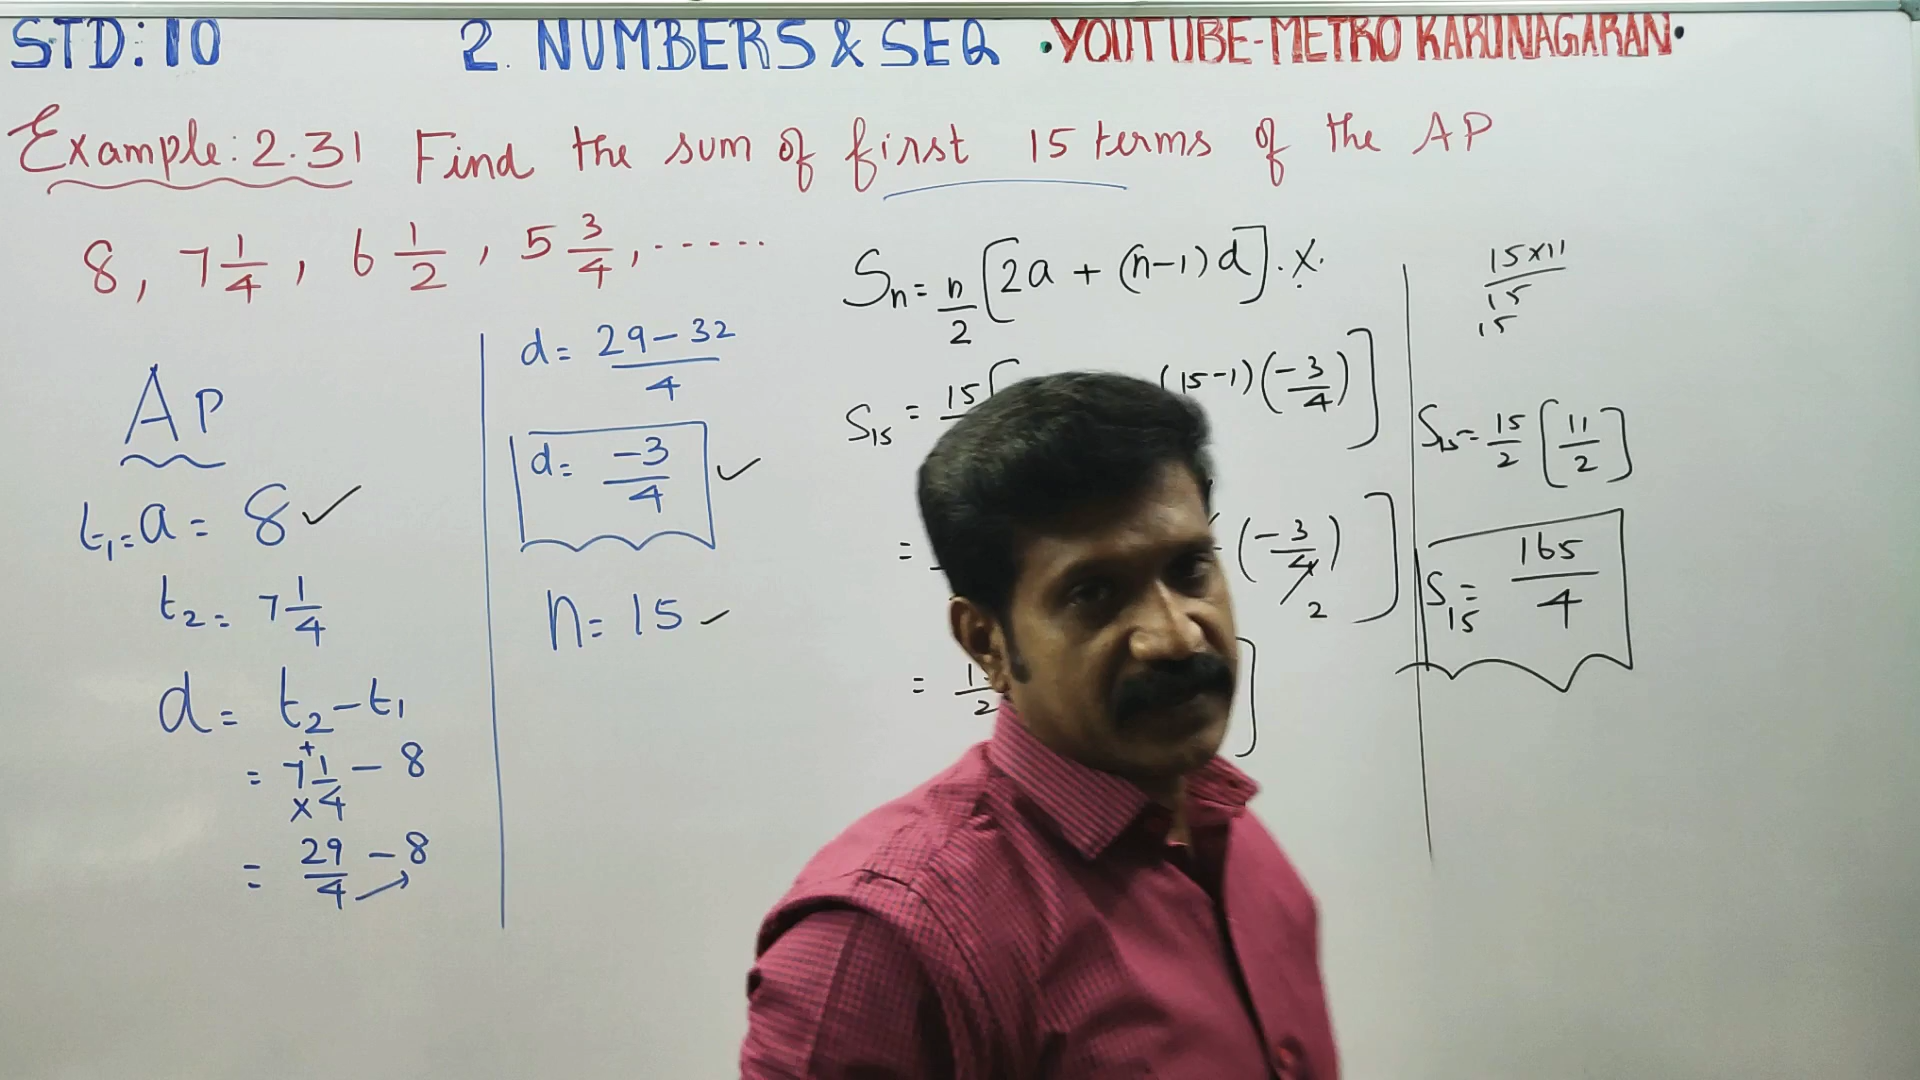 STD: 10 2. NUMBERS & SEQ •YOUTUBE-METRO KARUNAGARAN•
Example: 2.31 Find the sum of first 15 terms of the AP
8, 7 1/4, 6 1/2, 5 3/4, ......
AP
t₁ = a = 8 ✓
t₂ = 7 1/4
d = t₂ - t₁
= 7 + 1/4 - 8
× 4
= 29/4 - 8
d = 29 - 32 / 4
d = -3/4 ✓
n = 15 ✓
Sn = n/2 [2a + (n-1)d].
S₁₅ = 15 [ (15-1)(-3/4)]
= (-3/4) ]
2
= 2 ]
15×11
15
15
S₁₅ = 15/2 [11/2]
S₁₅ = 165/4